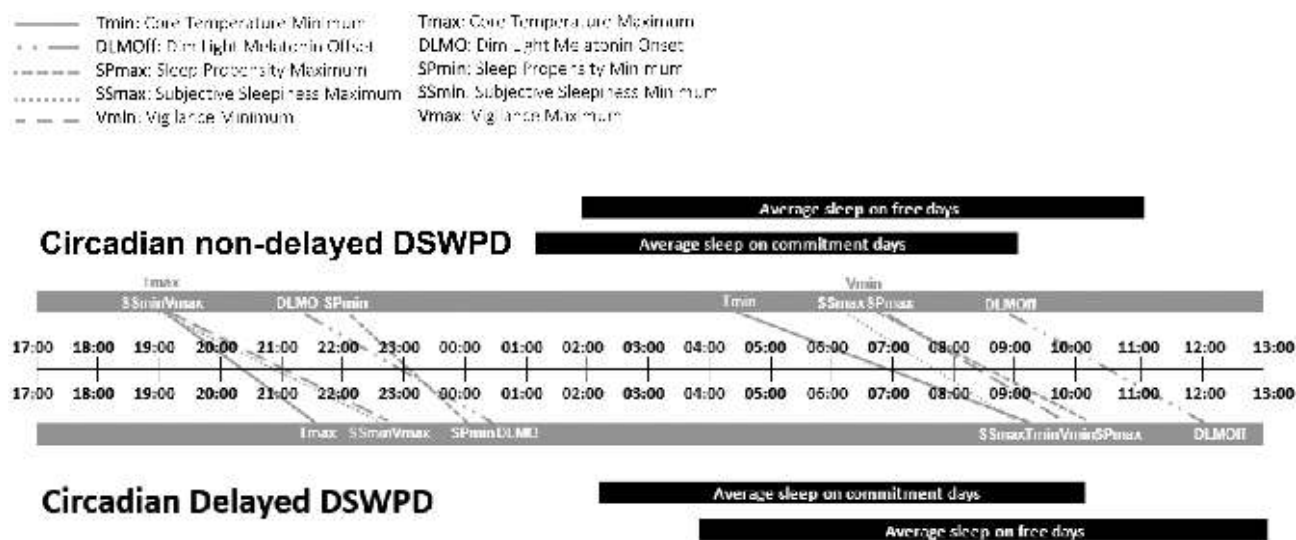 Tmin: Core Temperature Minimum Tmax: Core Temperature Maximum
DLMOff: Dim Light Melatonin Offset DLMO: Dim Light Melatonin Onset
SPmax: Sleep Propensity Maximum SPmin: Sleep Propensity Minimum
SSmax: Subjective Sleepiness Maximum SSmin: Subjective Sleepiness Minimum
Vmin: Vigilance Minimum Vmax: Vigilance Maximum
Average sleep on free days
Circadian non-delayed DSWPD
Average sleep on commitment days
Tmax Vmin
SSminVmax DLMO SPmin Tmin SSmax SPmax DLMOff
17:00 18:00 19:00 20:00 21:00 22:00 23:00 00:00 01:00 02:00 03:00 04:00 05:00 06:00 07:00 08:00 09:00 10:00 11:00 12:00 13:00
17:00 18:00 19:00 20:00 21:00 22:00 23:00 00:00 01:00 02:00 03:00 04:00 05:00 06:00 07:00 08:00 09:00 10:00 11:00 12:00 13:00
Tmax SSminVmax SPmin DLMO SSmaxTminVminSPmax DLMOff
Circadian Delayed DSWPD
Average sleep on commitment days
Average sleep on free days